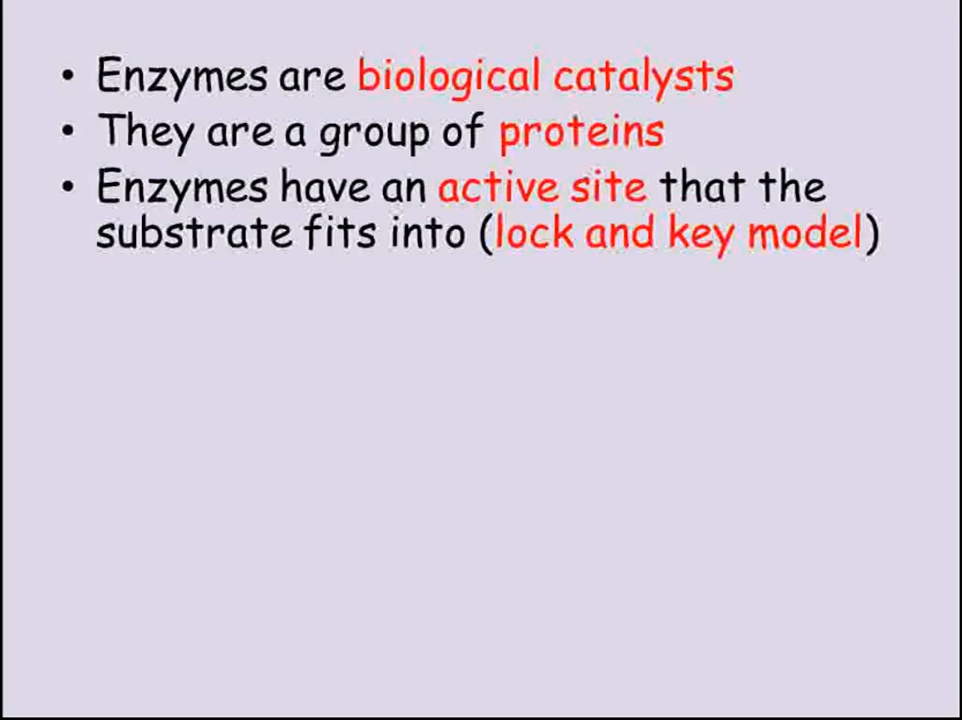 • Enzymes are biological catalysts
• They are a group of proteins
• Enzymes have an active site that the
substrate fits into (lock and key model)